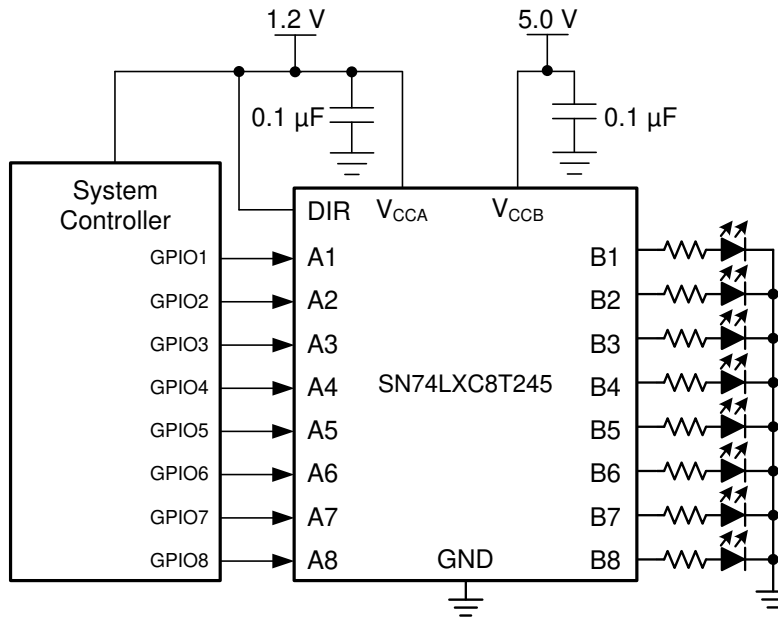 1.2 V
5.0 V
0.1 µF
0.1 µF
System
Controller
DIR
VCCA
VCCB
GPIO1
A1
B1
GPIO2
A2
B2
GPIO3
A3
B3
GPIO4
A4
SN74LXC8T245
B4
GPIO5
A5
B5
GPIO6
A6
B6
GPIO7
A7
B7
GPIO8
A8
GND
B8